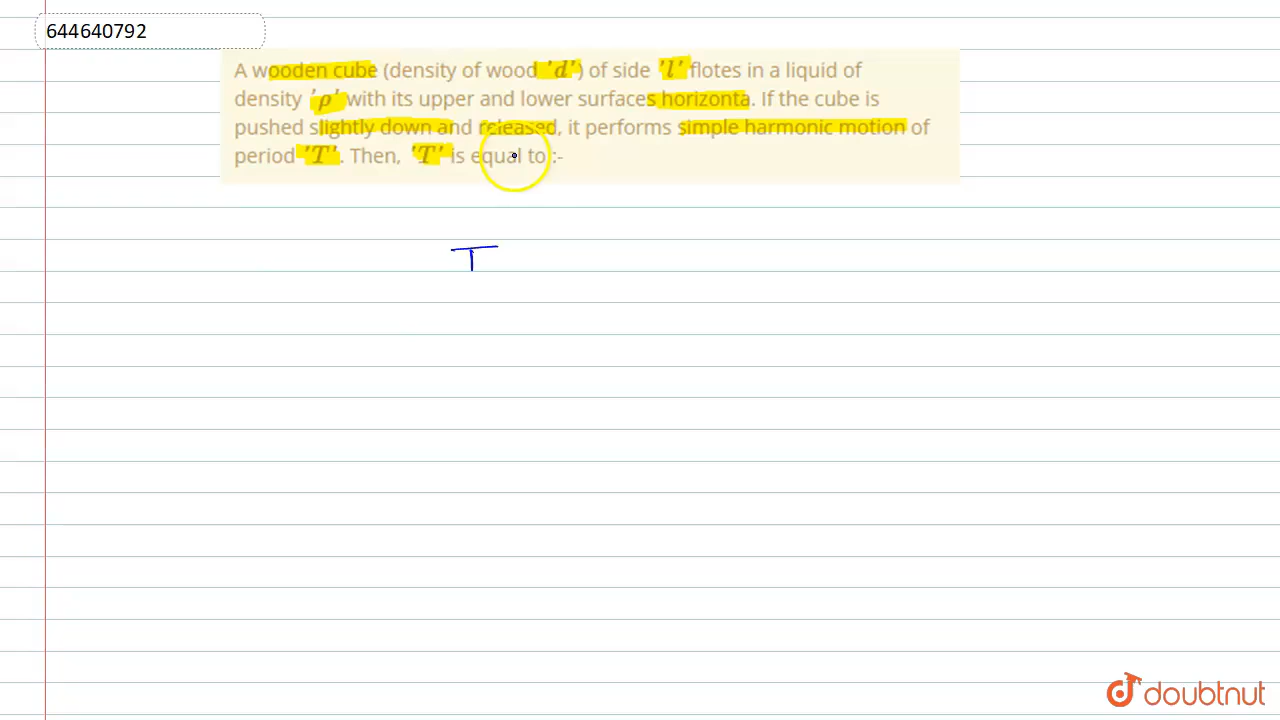 644640792
A wooden cube (density of wood 'd') of side 'l' flotes in a liquid of
density 'ρ' with its upper and lower surfaces horizonta. If the cube is
pushed slightly down and released, it performs simple harmonic motion of
period 'T'. Then, 'T' is equal to :-
T
doubtnut